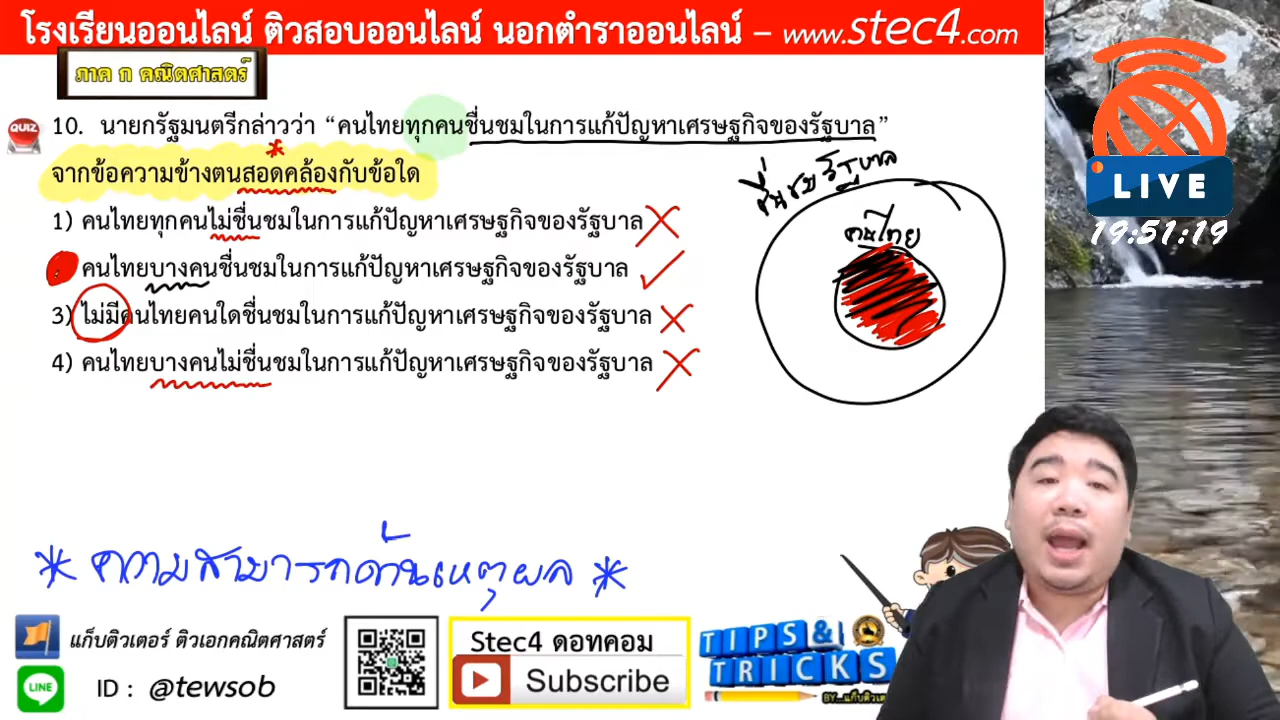 โรงเรียนออนไลน์ ติวสอบออนไลน์ นอกตำราออนไลน์ – www.stec4.com
ภาค ก คณิตศาสตร์
QUIZ
10. นายกรัฐมนตรีกล่าวว่า “คนไทยทุกคนชื่นชมในการแก้ปัญหาเศรษฐกิจของรัฐบาล”
จากข้อความข้างตนสอดคล้องกับข้อใด
1) คนไทยทุกคนไม่ชื่นชมในการแก้ปัญหาเศรษฐกิจของรัฐบาล
คนไทยบางคนชื่นชมในการแก้ปัญหาเศรษฐกิจของรัฐบาล
3) ไม่มีคนไทยคนใดชื่นชมในการแก้ปัญหาเศรษฐกิจของรัฐบาล
4) คนไทยบางคนไม่ชื่นชมในการแก้ปัญหาเศรษฐกิจของรัฐบาล
ชื่นชมรัฐบาล
คนไทย
LIVE
19:51:19
* ความสามารถด้านเหตุผล *
แก็บติวเตอร์ ติวเอกคณิตศาสตร์
LINE
ID : @tewsob
Stec4 ดอทคอม
Subscribe
TIPS &
TRICKS
BY...แก็บติวเ